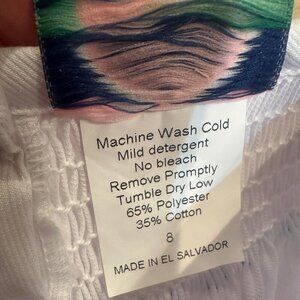 Machine Wash Cold
Mild detergent
No bleach
Remove Promptly
Tumble Dry Low
65% Polyester
35% Cotton
8
MADE IN EL SALVADOR